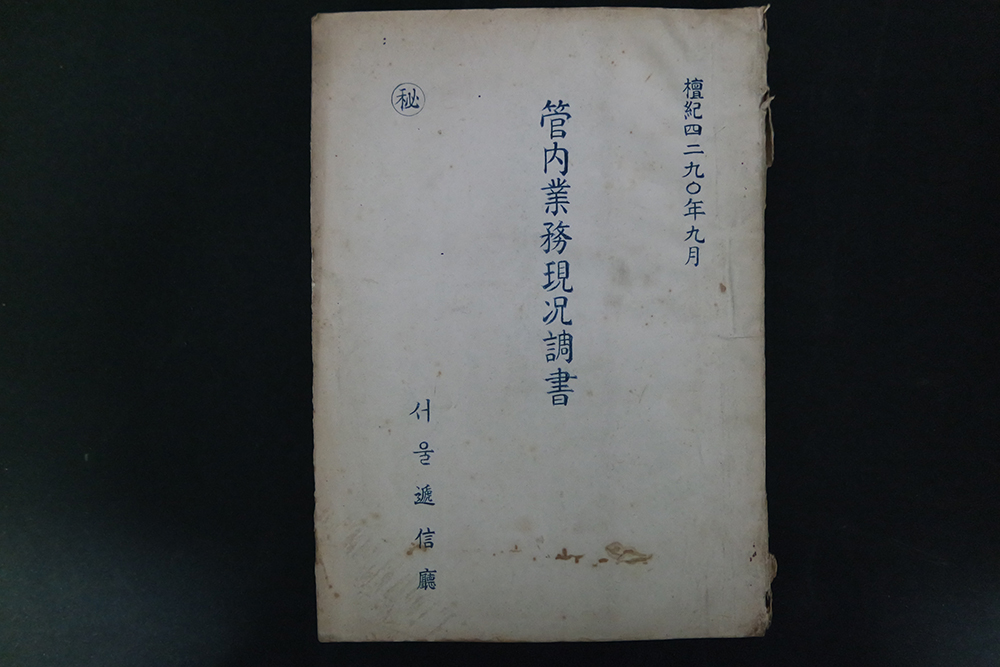 檀紀四二九〇年九月
管内業務現况調書
秘
서울遞信廳